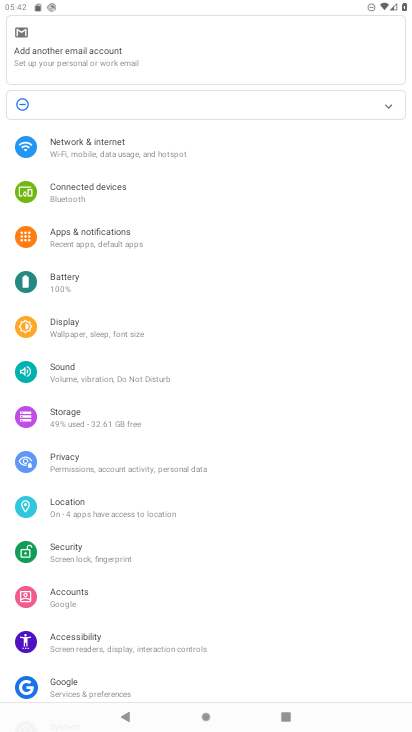 05:42
Add another email account
Set up your personal or work email
Network & internet
Wi-Fi, mobile, data usage, and hotspot
Connected devices
Bluetooth
Apps & notifications
Recent apps, default apps
Battery
100%
Display
Wallpaper, sleep, font size
Sound
Volume, vibration, Do Not Disturb
Storage
49% used - 32.61 GB free
Privacy
Permissions, account activity, personal data
Location
On - 4 apps have access to location
Security
Screen lock, fingerprint
Accounts
Google
Accessibility
Screen readers, display, interaction controls
Google
Services & preferences
System